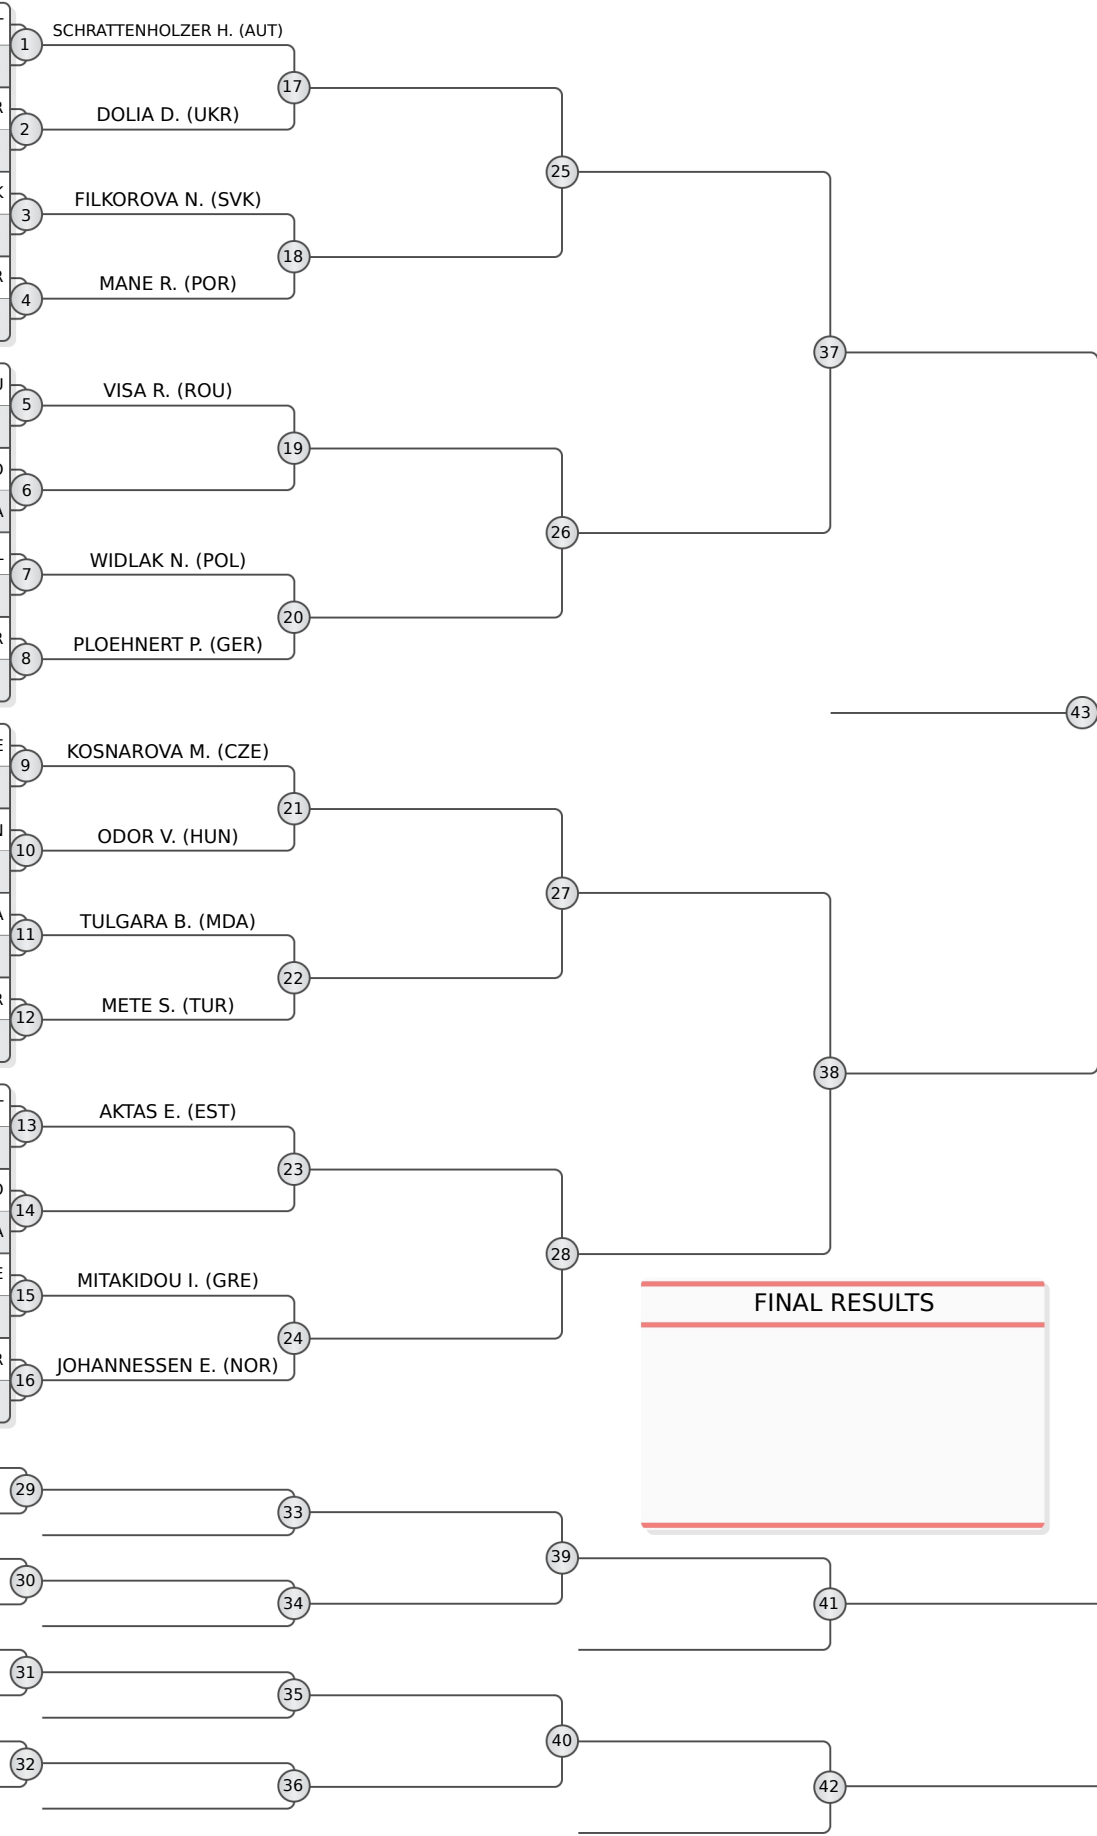 1
SCHRATTENHOLZER H. (AUT)
17
2
DOLIA D. (UKR)
25
3
FILKOROVA N. (SVK)
18
4
MANE R. (POR)
37
5
VISA R. (ROU)
19
6
26
7
WIDLAK N. (POL)
20
8
PLOEHNERT P. (GER)
43
9
KOSNAROVA M. (CZE)
21
10
ODOR V. (HUN)
27
11
TULGARA B. (MDA)
22
12
METE S. (TUR)
38
13
AKTAS E. (EST)
23
14
28
15
MITAKIDOU I. (GRE)
24
16
JOHANNESSEN E. (NOR)
FINAL RESULTS
29
33
39
30
34
41
31
35
40
32
36
42